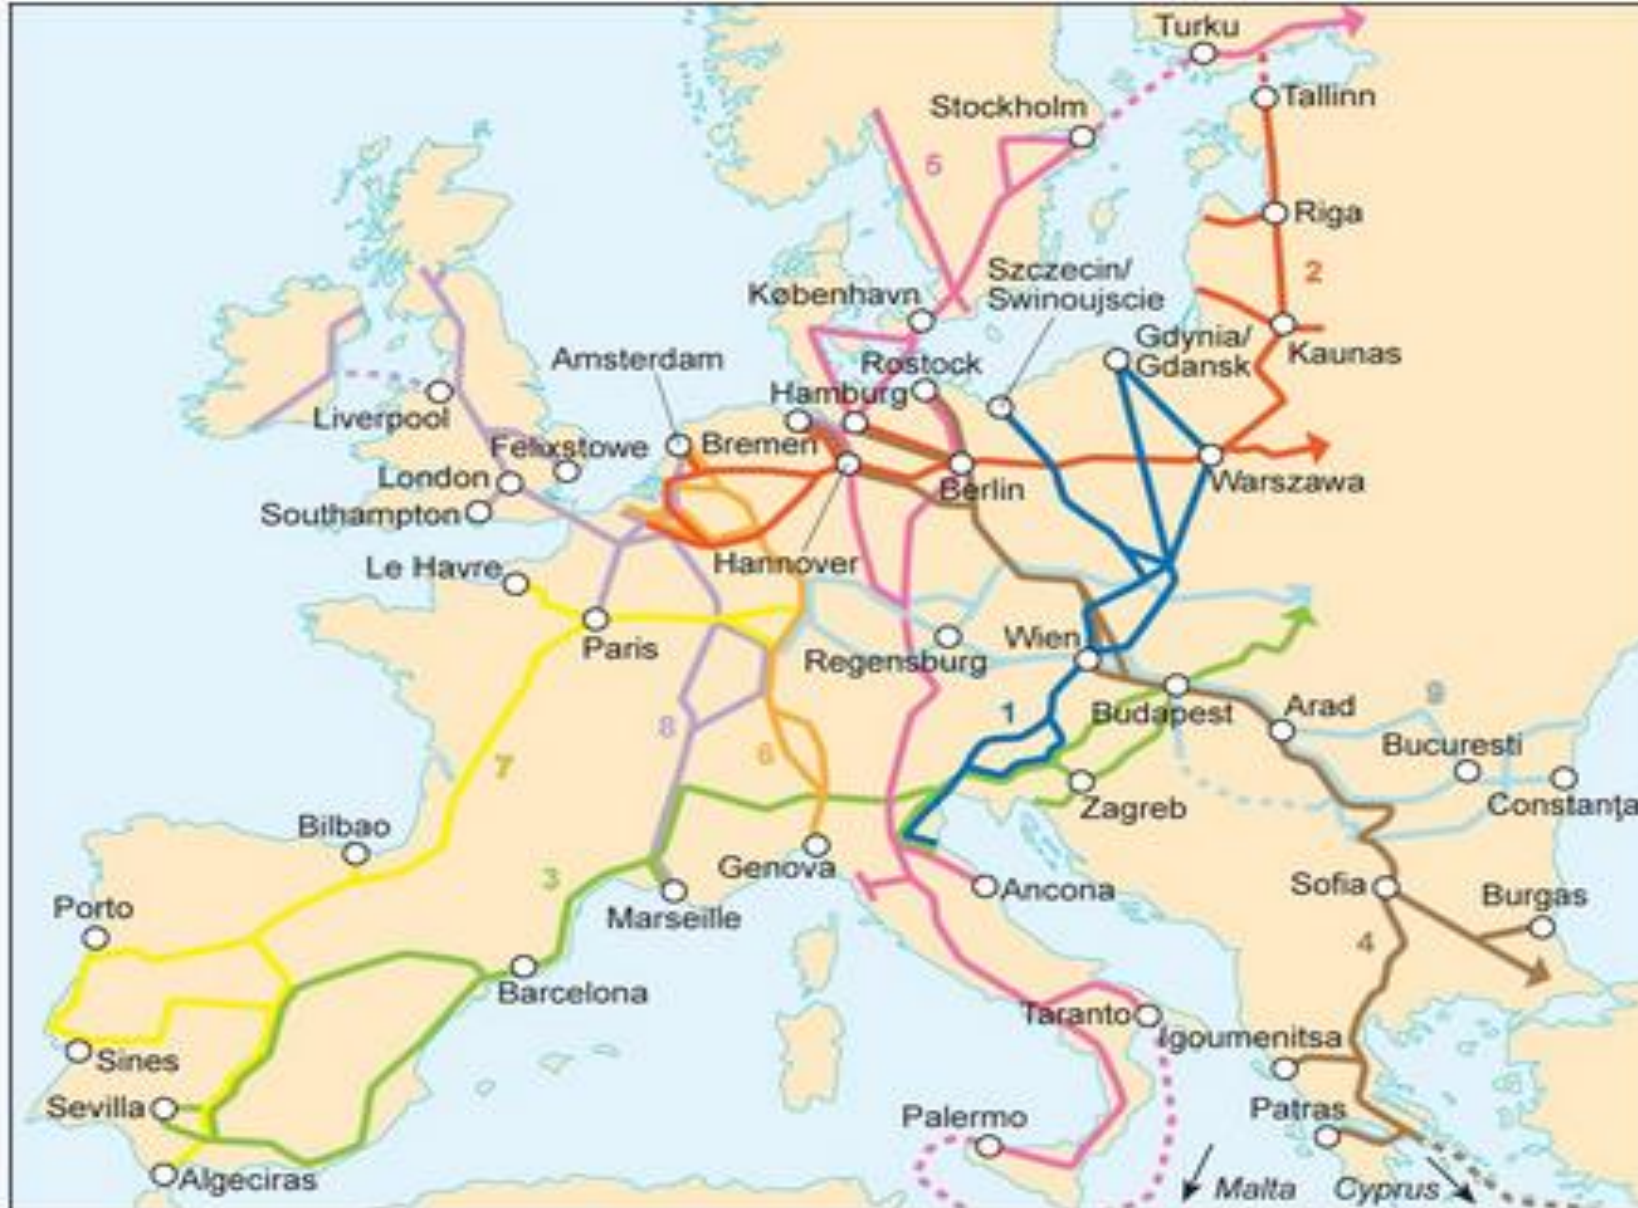 Turku
Tallinn
Stockholm
5
Riga
2
Szczecin/
Swinoujscie
København
Gdynia/
Gdansk
Kaunas
Amsterdam
Rostock
Hamburg
Liverpool
Felixstowe
Bremen
London
Berlin
Warszawa
Southampton
Le Havre
Hannover
Paris
Wien
Regensburg
1
Budapest
Arad
9
8
6
7
Bucuresti
Zagreb
Constanţa
Bilbao
Genova
3
Marseille
Ancona
Sofia
Burgas
Porto
4
Barcelona
Taranto
Igoumenitsa
Sines
Sevilla
Palermo
Patras
Algeciras
Malta
Cyprus